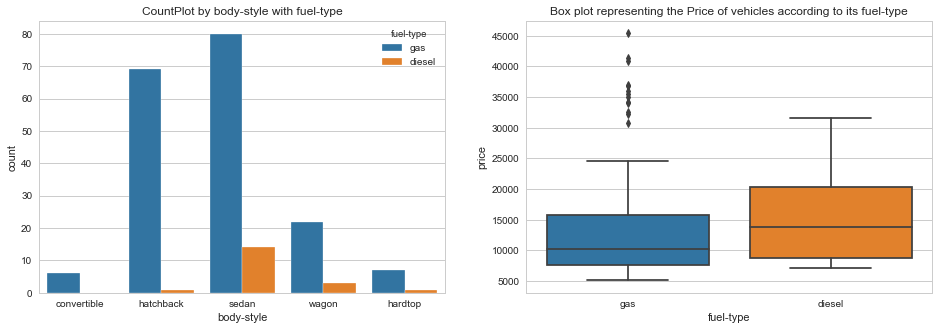 CountPlot by body-style with fuel-type
fuel-type
gas
diesel
80
70
60
50
40
30
20
10
0
count
convertible hatchback sedan wagon hardtop
body-style
Box plot representing the Price of vehicles according to its fuel-type
45000
40000
35000
30000
25000
20000
15000
10000
5000
price
gas diesel
fuel-type